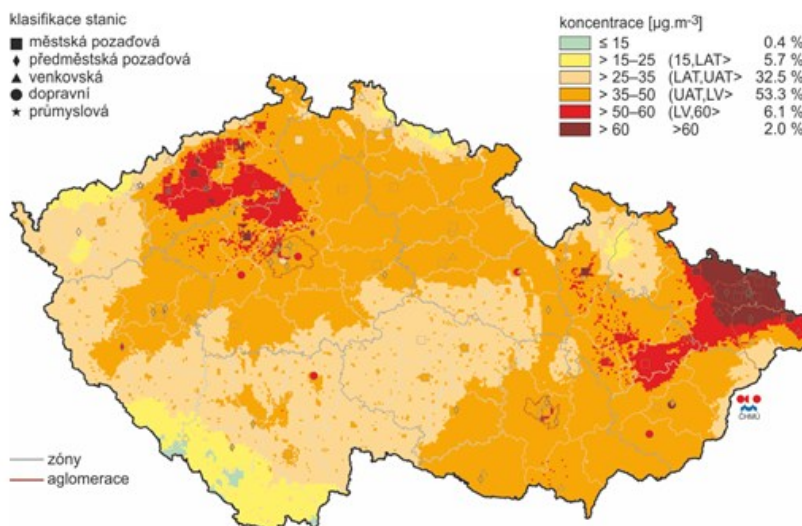 klasifikace stanic
městská pozaďová
předměstská pozaďová
venkovská
dopravní
průmyslová
koncentrace [µg.m-3]
≤ 15 0.4 %
> 15–25 (15,LAT> 5.7 %
> 25–35 (LAT,UAT> 32.5 %
> 35–50 (UAT,LV> 53.3 %
> 50–60 (LV,60> 6.1 %
> 60 >60 2.0 %
ČHMÚ
zóny
aglomerace